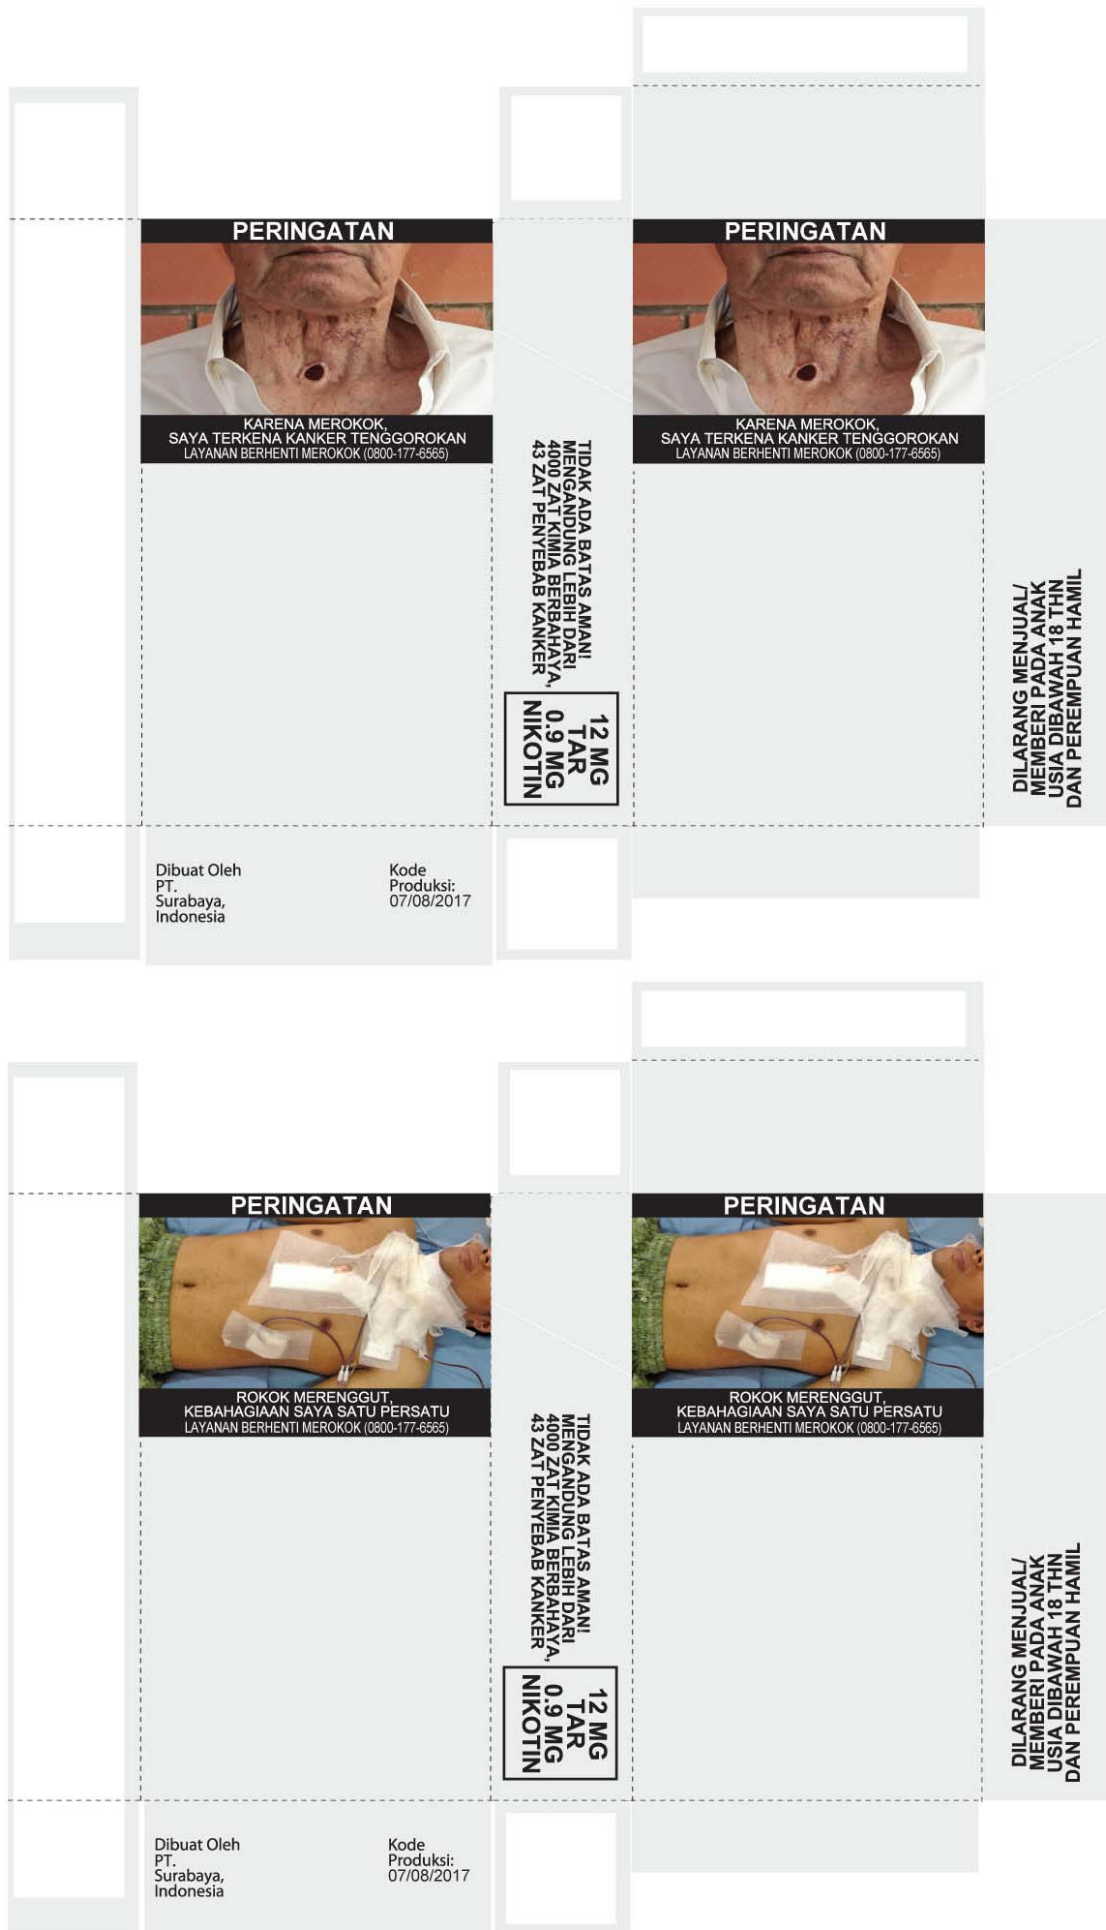 PERINGATAN
KARENA MEROKOK,
SAYA TERKENA KANKER TENGGOROKAN
LAYANAN BERHENTI MEROKOK (0800-177-6565)
TIDAK ADA BATAS AMAN!
MENGANDUNG LEBIH DARI
4000 ZAT KIMIA BERBAHAYA,
43 ZAT PENYEBAB KANKER
12 MG
TAR
0.9 MG
NIKOTIN
PERINGATAN
KARENA MEROKOK,
SAYA TERKENA KANKER TENGGOROKAN
LAYANAN BERHENTI MEROKOK (0800-177-6565)
DILARANG MENJUAL/
MEMBERI PADA ANAK
USIA DIBAWAH 18 THN
DAN PEREMPUAN HAMIL
Dibuat Oleh
PT.
Surabaya,
Indonesia
Kode
Produksi:
07/08/2017
PERINGATAN
ROKOK MERENGGUT,
KEBAHAGIAAN SAYA SATU PERSATU
LAYANAN BERHENTI MEROKOK (0800-177-6565)
TIDAK ADA BATAS AMAN!
MENGANDUNG LEBIH DARI
4000 ZAT KIMIA BERBAHAYA,
43 ZAT PENYEBAB KANKER
12 MG
TAR
0.9 MG
NIKOTIN
PERINGATAN
ROKOK MERENGGUT,
KEBAHAGIAAN SAYA SATU PERSATU
LAYANAN BERHENTI MEROKOK (0800-177-6565)
DILARANG MENJUAL/
MEMBERI PADA ANAK
USIA DIBAWAH 18 THN
DAN PEREMPUAN HAMIL
Dibuat Oleh
PT.
Surabaya,
Indonesia
Kode
Produksi:
07/08/2017